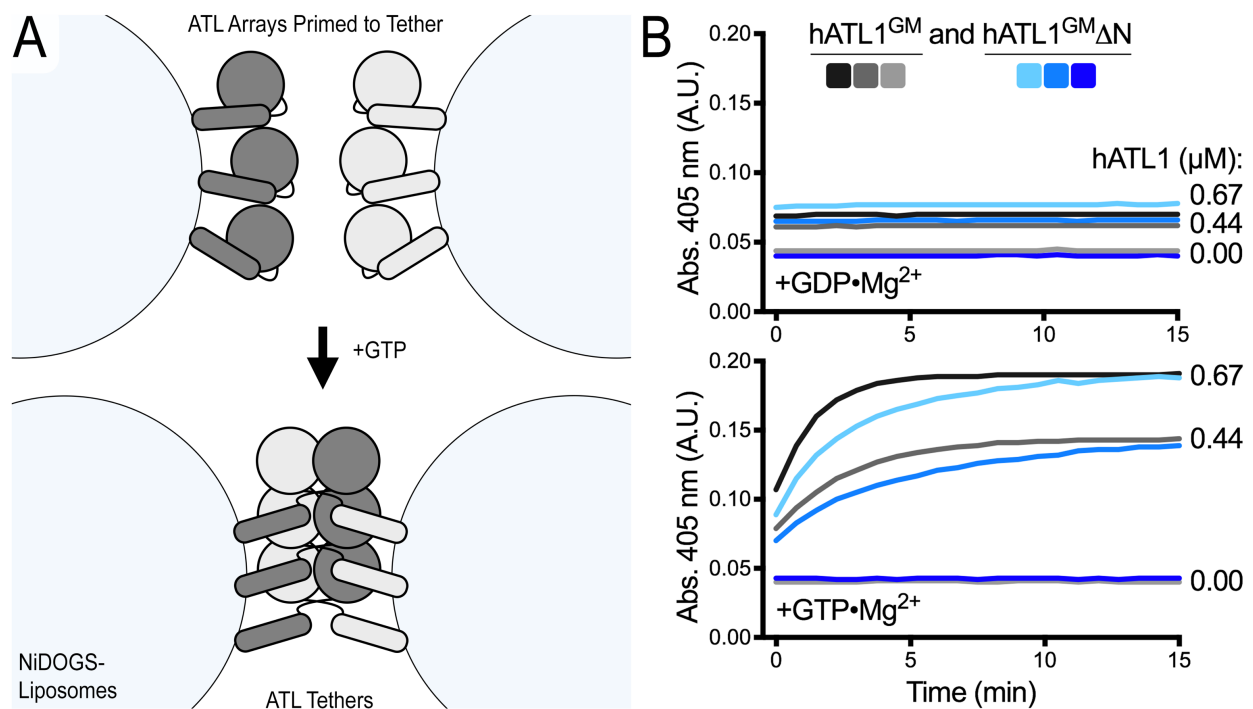 A
ATL Arrays Primed to Tether
+GTP
NiDOGS-
Liposomes
ATL Tethers
B
hATL1ᴳᴹ and hATL1ᴳᴹΔN
Abs. 405 nm (A.U.)
0.20
0.15
0.10
0.05
0.00
hATL1 (µM):
0.67
0.44
0.00
+GDP•Mg²⁺
0 5 10 15
Abs. 405 nm (A.U.)
0.20
0.15
0.10
0.05
0.00
0.67
0.44
0.00
+GTP•Mg²⁺
0 5 10 15
Time (min)